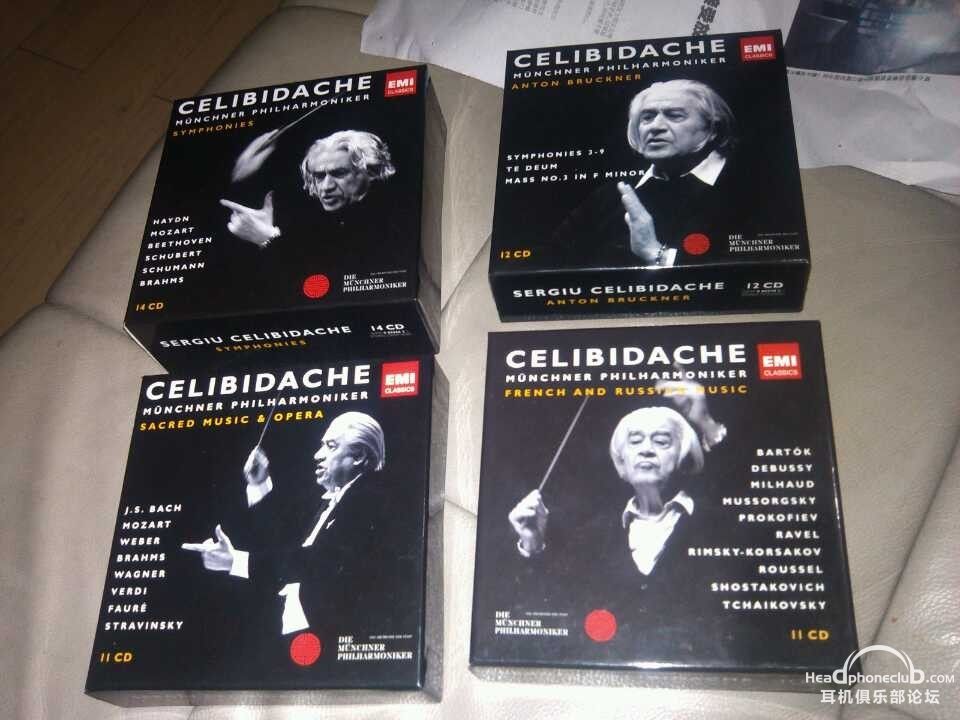 CELIBIDACHE
MÜNCHNER PHILHARMONIKER
SYMPHONIES
EMI
CLASSICS
HAYDN
MOZART
BEETHOVEN
SCHUBERT
SCHUMANN
BRAHMS
14 CD
DIE
MÜNCHNER
PHILHARMONIKER
SERGIU CELIBIDACHE
SYMPHONIES
14 CD
CELIBIDACHE
MÜNCHNER PHILHARMONIKER
ANTON BRUCKNER
EMI
CLASSICS
SYMPHONIES 3-9
TE DEUM
MASS NO.3 IN F MINOR
12 CD
DIE
MÜNCHNER
PHILHARMONIKER
SERGIU CELIBIDACHE
ANTON BRUCKNER
12 CD
CELIBIDACHE
MÜNCHNER PHILHARMONIKER
SACRED MUSIC & OPERA
EMI
CLASSICS
J.S. BACH
MOZART
WEBER
BRAHMS
WAGNER
VERDI
FAURÉ
STRAVINSKY
11 CD
DIE
MÜNCHNER
PHILHARMONIKER
CELIBIDACHE
MÜNCHNER PHILHARMONIKER
FRENCH AND RUSSIAN MUSIC
EMI
CLASSICS
BARTÓK
DEBUSSY
MILHAUD
MUSSORGSKY
PROKOFIEV
RAVEL
RIMSKY-KORSAKOV
ROUSSEL
SHOSTAKOVICH
TCHAIKOVSKY
DIE
MÜNCHNER
PHILHARMONIKER
11 CD
Headphoneclub.com
耳机俱乐部论坛